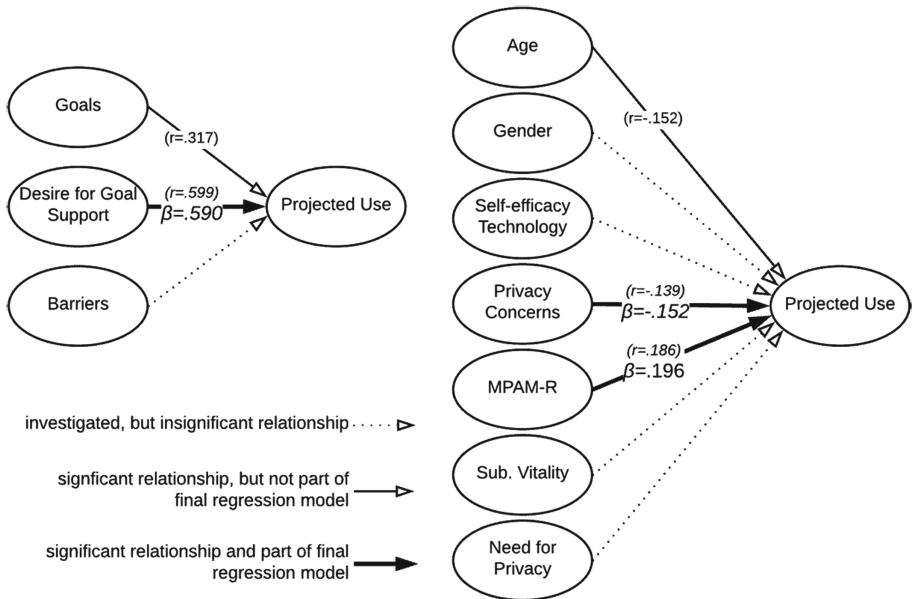 Goals
(r=.317)
Desire for Goal
Support
(r=.599)
β=.590
Projected Use
Barriers
Age
(r=-.152)
Gender
Self-efficacy
Technology
Privacy
Concerns
(r=-.139)
β=-.152
Projected Use
(r=.186)
β=.196
MPAM-R
Sub. Vitality
Need for
Privacy
investigated, but insignificant relationship
signficant relationship, but not part of
final regression model
significant relationship and part of final
regression model